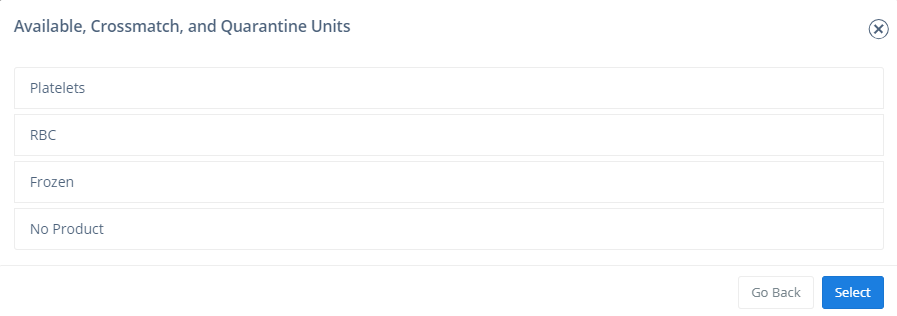 Available, Crossmatch, and Quarantine Units
Platelets
RBC
Frozen
No Product
Go Back
Select